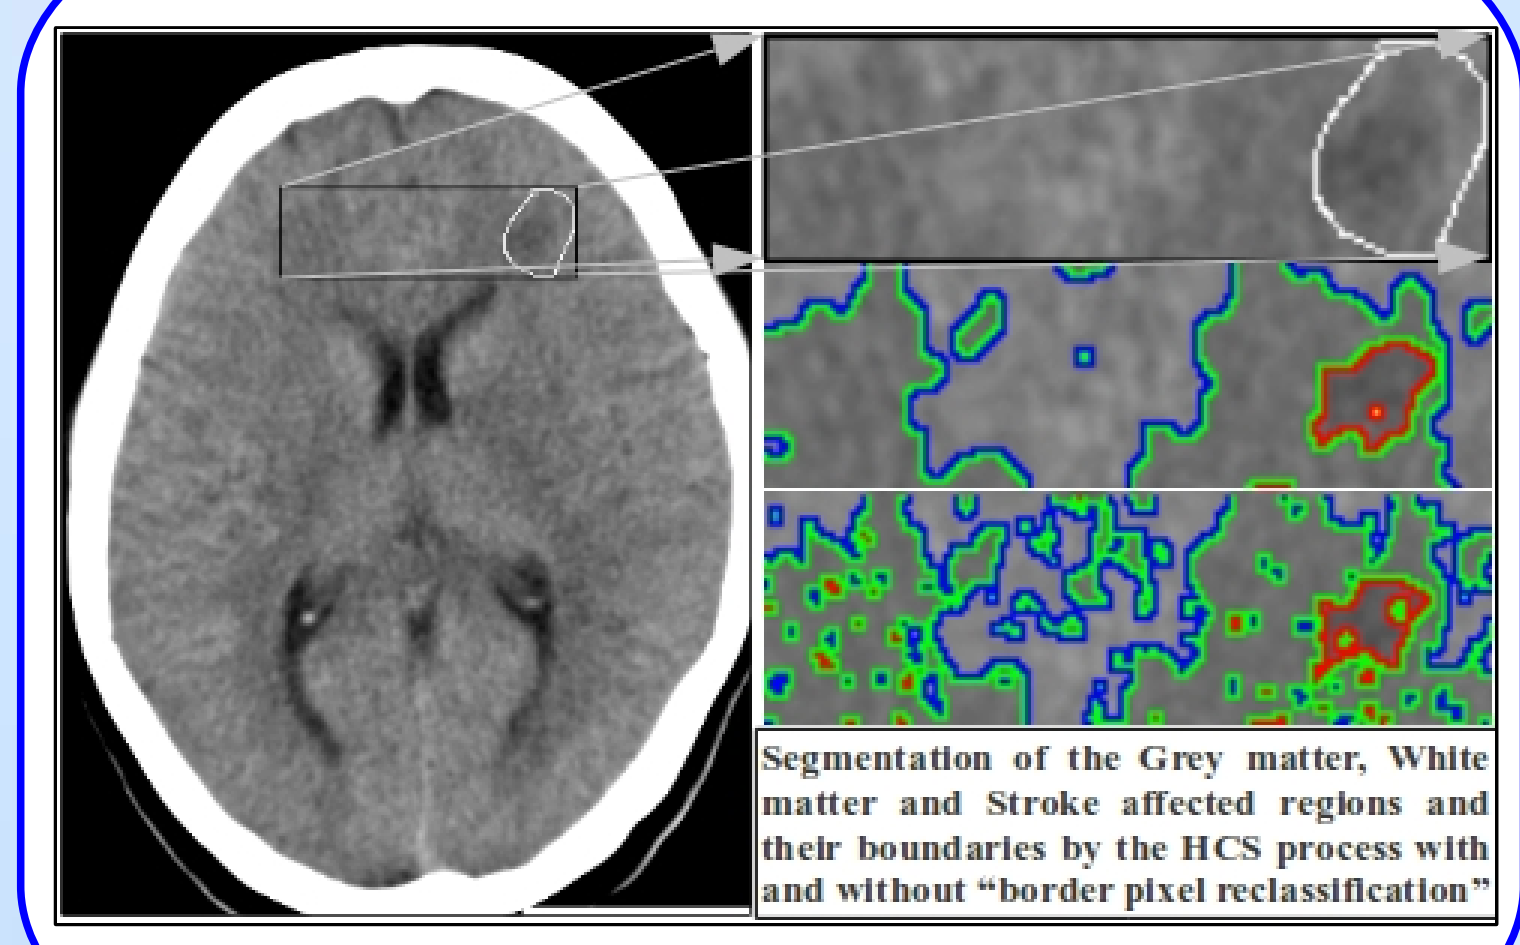 Segmentation of the Grey matter, White
matter and Stroke affected regions and
their boundaries by the HCS process with
and without “border pixel reclassification”